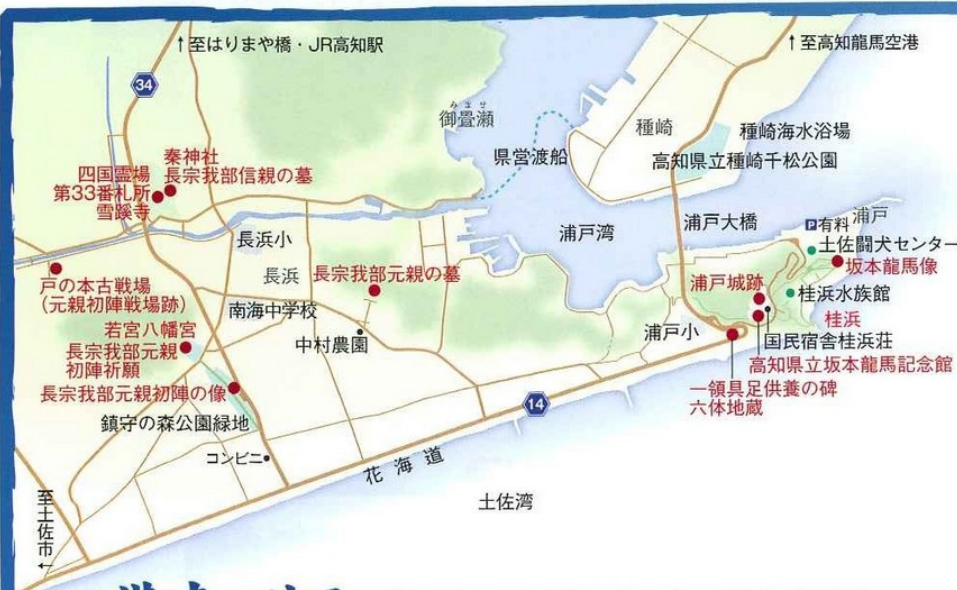 ↑至はりまや橋・JR高知駅
↑至高知龍馬空港
34
みませ
御畳瀬
種崎
種崎海水浴場
県営渡船
高知県立種崎千松公園
秦神社
長宗我部信親の墓
四国霊場
第33番札所
雪蹊寺
浦戸湾
浦戸大橋
浦戸
P有料
土佐闘犬センター
坂本龍馬像
長浜小
長浜
長宗我部元親の墓
戸の本古戦場
(元親初陣戦場跡)
南海中学校
中村農園
浦戸城跡
桂浜水族館
桂浜
浦戸小
国民宿舎桂浜荘
高知県立坂本龍馬記念館
一領具足供養の碑
六体地蔵
若宮八幡宮
長宗我部元親
初陣祈願
長宗我部元親初陣の像
鎮守の森公園緑地
コンビニ
14
花海道
土佐湾
至土佐市←